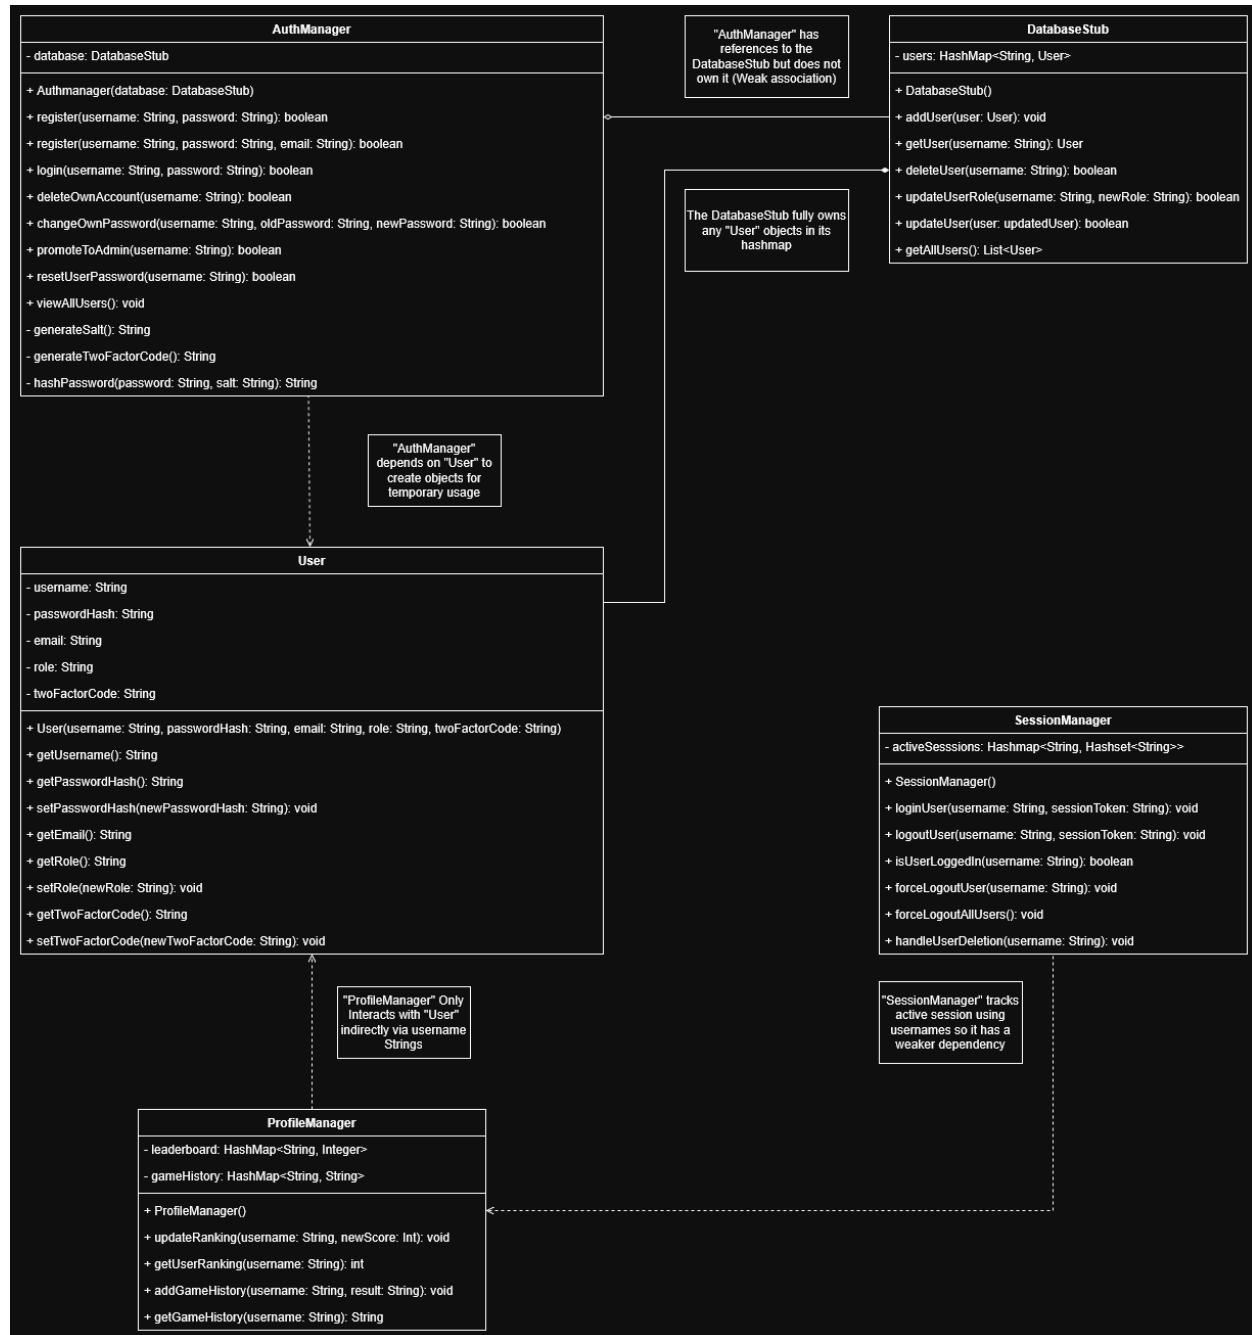 AuthManager
- database: DatabaseStub
+ Authmanager(database: DatabaseStub)
+ register(username: String, password: String): boolean
+ register(username: String, password: String, email: String): boolean
+ login(username: String, password: String): boolean
+ deleteOwnAccount(username: String): boolean
+ changeOwnPassword(username: String, oldPassword: String, newPassword: String): boolean
+ promoteToAdmin(username: String): boolean
+ resetUserPassword(username: String): boolean
+ viewAllUsers(): void
- generateSalt(): String
- generateTwoFactorCode(): String
- hashPassword(password: String, salt: String): String
"AuthManager" has
references to the
DatabaseStub but does not
own it (Weak association)
DatabaseStub
- users: HashMap<String, User>
+ DatabaseStub()
+ addUser(user: User): void
+ getUser(username: String): User
+ deleteUser(username: String): boolean
+ updateUserRole(username: String, newRole: String): boolean
+ updateUser(user: updatedUser): boolean
+ getAllUsers(): List<User>
The DatabaseStub fully owns
any "User" objects in its
hashmap
"AuthManager"
depends on "User" to
create objects for
temporary usage
User
- username: String
- passwordHash: String
- email: String
- role: String
- twoFactorCode: String
+ User(username: String, passwordHash: String, email: String, role: String, twoFactorCode: String)
+ getUsername(): String
+ getPasswordHash(): String
+ setPasswordHash(newPasswordHash: String): void
+ getEmail(): String
+ getRole(): String
+ setRole(newRole: String): void
+ getTwoFactorCode(): String
+ setTwoFactorCode(newTwoFactorCode: String): void
SessionManager
- activeSesssions: Hashmap<String, Hashset<String>>
+ SessionManager()
+ loginUser(username: String, sessionToken: String): void
+ logoutUser(username: String, sessionToken: String): void
+ isUserLoggedIn(username: String): boolean
+ forceLogoutUser(username: String): void
+ forceLogoutAllUsers(): void
+ handleUserDeletion(username: String): void
"ProfileManager" Only
Interacts with "User"
indirectly via username
Strings
"SessionManager" tracks
active session using
usernames so it has a
weaker dependency
ProfileManager
- leaderboard: HashMap<String, Integer>
- gameHistory: HashMap<String, String>
+ ProfileManager()
+ updateRanking(username: String, newScore: Int): void
+ getUserRanking(username: String): int
+ addGameHistory(username: String, result: String): void
+ getGameHistory(username: String): String